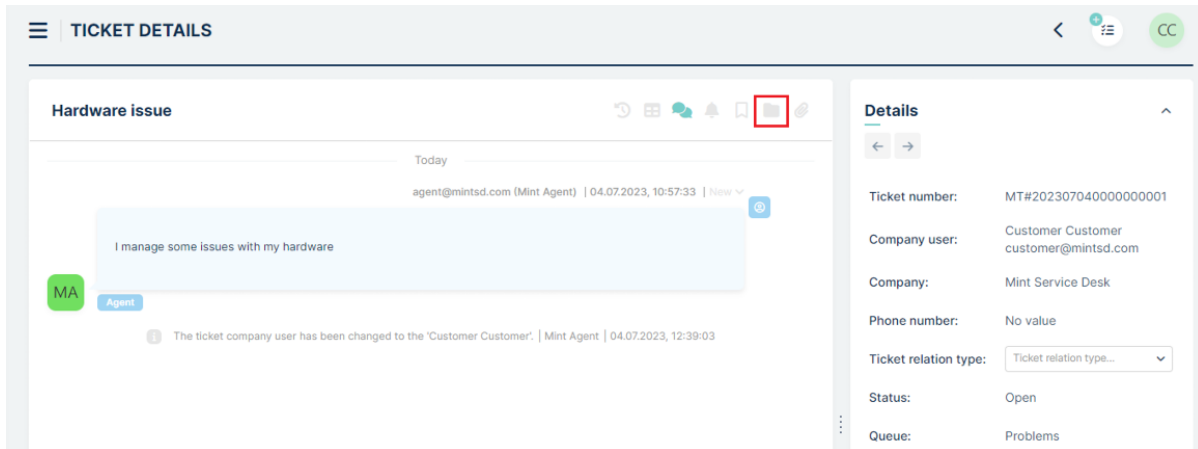 TICKET DETAILS
CC
Hardware issue
Today
agent@mintsd.com (Mint Agent) | 04.07.2023, 10:57:33 | New
I manage some issues with my hardware
MA
Agent
The ticket company user has been changed to the 'Customer Customer'. | Mint Agent | 04.07.2023, 12:39:03
Details
Ticket number: MT#202307040000000001
Company user: Customer Customer
customer@mintsd.com
Company: Mint Service Desk
Phone number: No value
Ticket relation type: Ticket relation type...
Status: Open
Queue: Problems